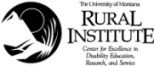 The University of Montana
RURAL
INSTITUTE
Center for Excellence in
Disability Education,
Research, and Service